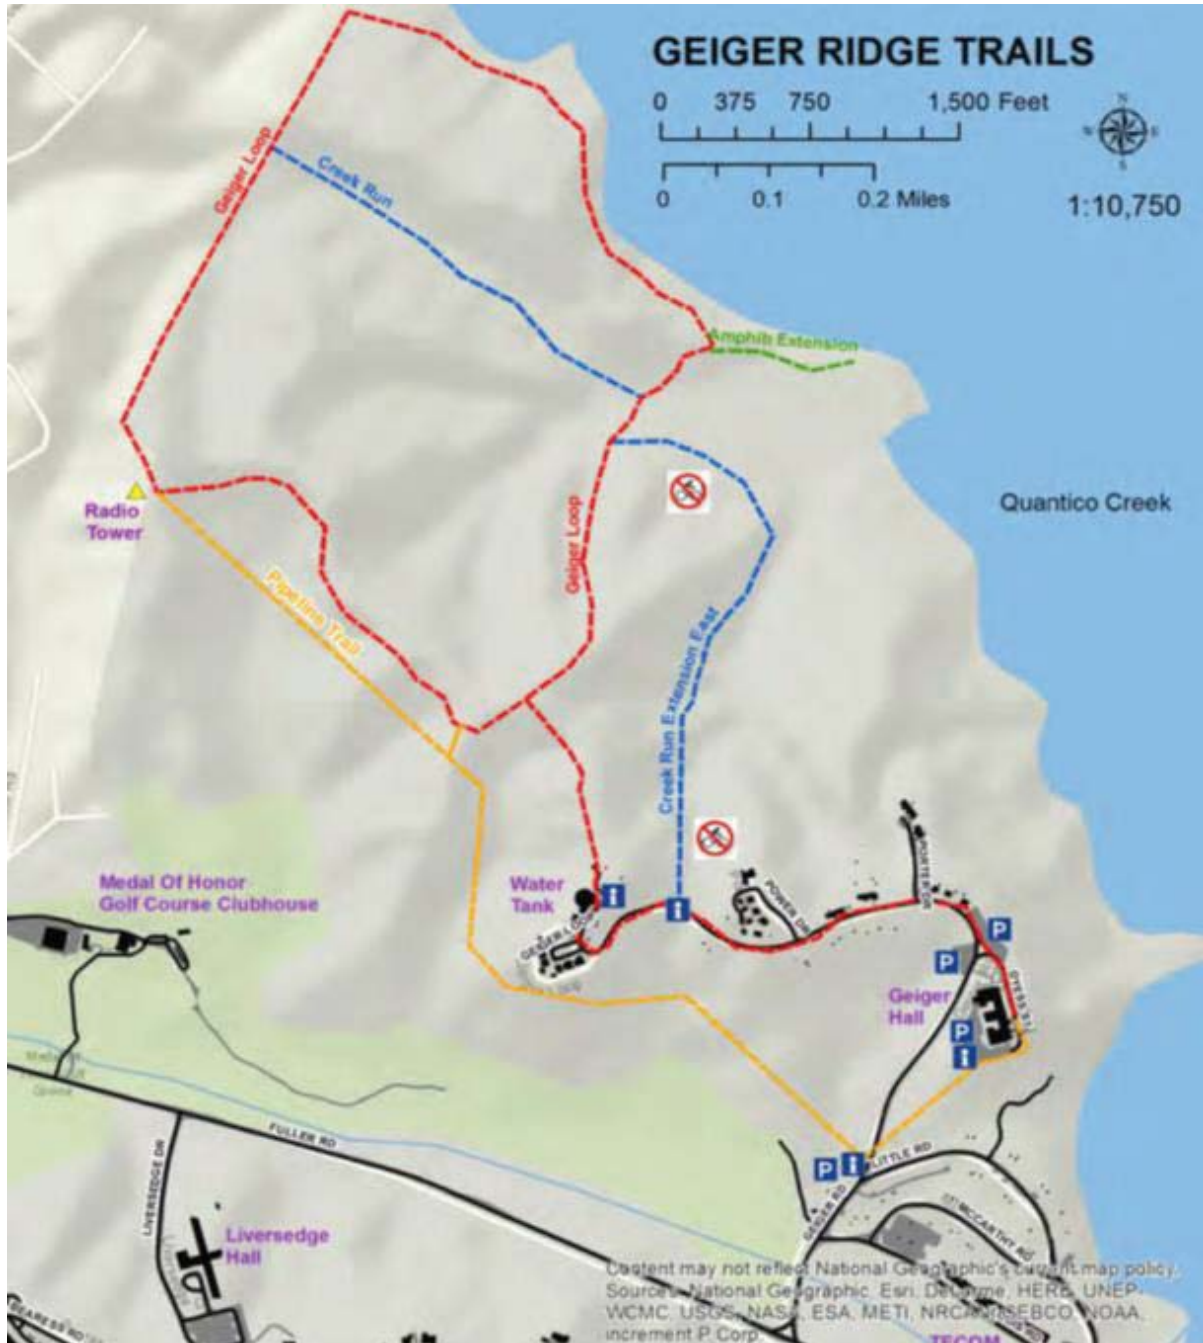 GEIGER RIDGE TRAILS
0 375 750 1,500 Feet
N
W E
S
0 0.1 0.2 Miles
1:10,750
Geiger Loop
Creek Run
Amphib Extension
Quantico Creek
Radio
Tower
Geiger Loop
Pipeline Trail
Creek Run Extension East
Medal Of Honor
Golf Course Clubhouse
Water
Tank
i
i
POWER DR
P
P
Geiger
Hall
P
i
P
i
LITTLE RD
FULLER RD
GEIGER RD
MCCARTHY RD
LIVERSEDGE DR
Liversedge
Hall
Content may not reflect National Geographic's current map policy.
Sources: National Geographic, Esri, DeLorme, HERE, UNEP-
WCMC, USGS, NASA, ESA, METI, NRCAN, GEBCO, NOAA,
increment P Corp.
BEARESS RD
TECOM